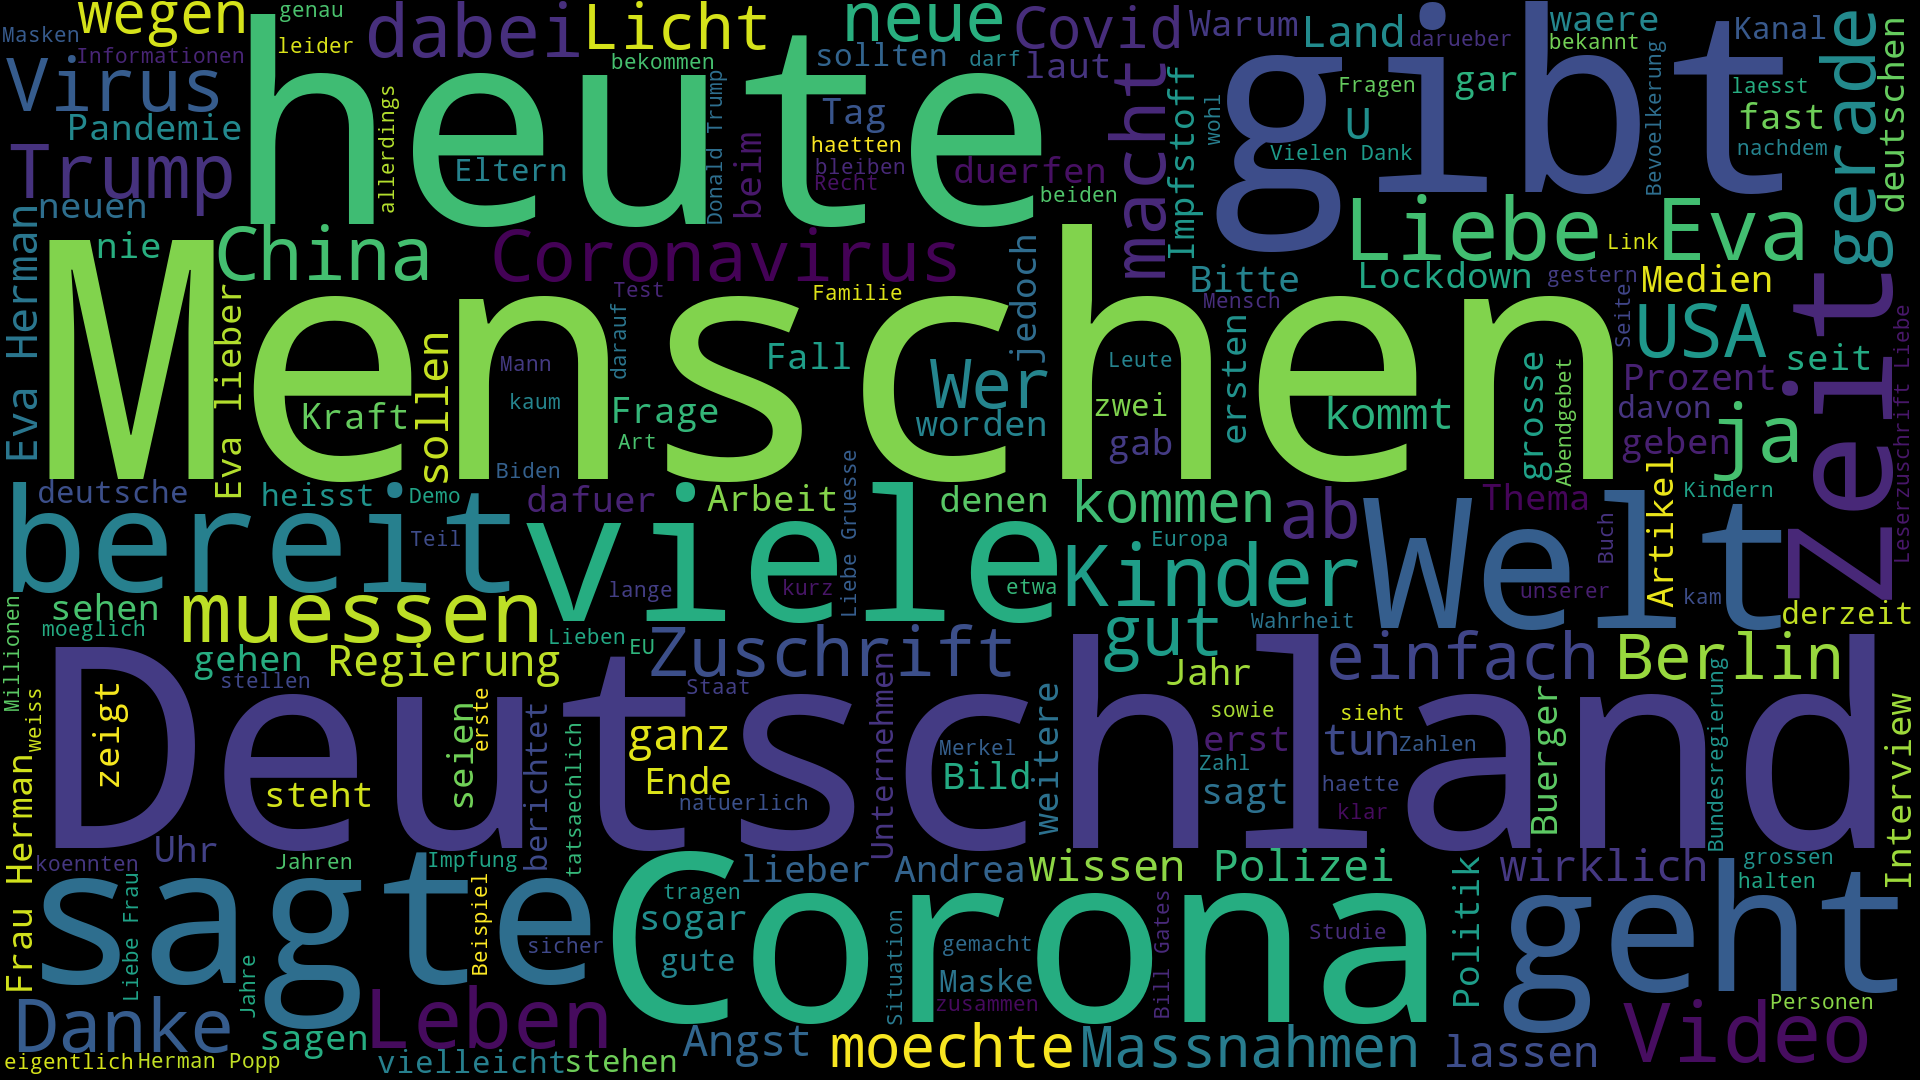 Masken
wegen
genau
leider
Informationen
dabei
Licht
bekommen
neue
sollten
darf
Covid
laut
Warum
Land
darueber
waere
bekannt
Kanal
laesst
gerade
deutschen
Virus
Pandemie
heute
allerdings
Eltern
Donald Trump
beim
Tag
haetten
bleiben
Recht
duerfen
beiden
macht
Impfstoff
wohl
gibt
Fragen
gar
U
Vielen Dank
Bevoelkerung
fast
nachdem
Trump
neuen
nie
China
Coronavirus
Test
Familie
jedoch
Bitte
Mensch
Liebe
Link
Eva
Lockdown
gestern
Medien
Eva Herman
Eva lieber
Menschen
sollen
Kraft
Mann
kaum
darauf
Frage
Art
Biden
Fall
Wer
worden
Leute
zwei
gab
ersten
kommt
grosse
Abendgebet
Seite
USA
seit
Prozent
davon
geben
ja
Zeit
Leserzuschrift Liebe
deutsche
heisst
Demo
dafuer
Arbeit
Liebe Gruesse
denen
kommen
ab
Thema
Artikel
Kindern
bereit
Teil
viele
lange
kurz
etwa
Europa
Kinder
Welt
Buch
unserer
kam
derzeit
Millionen
sehen
moeglich
muessen
Lieben
EU
Zuschrift
gut
Wahrheit
einfach
Berlin
gehen
stellen
Regierung
Staat
Jahr
weiss
zeigt
Deutschland
steht
seien
erste
berichtet
tatsaechlich
ganz
Ende
natuerlich
Unternehmen
Merkel
Bild
weitere
sowie
erst
Zahl
sagt
sieht
tun
Zahlen
haette
klar
Buerger
Bundesregierung
Interview
Frau Herman
koennten
Uhr
Jahren
Impfung
lieber
Andrea
wissen
Polizei
wirklich
grossen
halten
Liebe Frau
sagte
Jahre
Beispiel
sicher
Corona
tragen
sogar
gute
Situation
gemacht
Maske
zusammen
Bill Gates
Studie
Politik
geht
Personen
Danke
sagen
Leben
Angst
moechte
Massnahmen
lassen
Video
eigentlich
Herman Popp
vielleicht
stehen